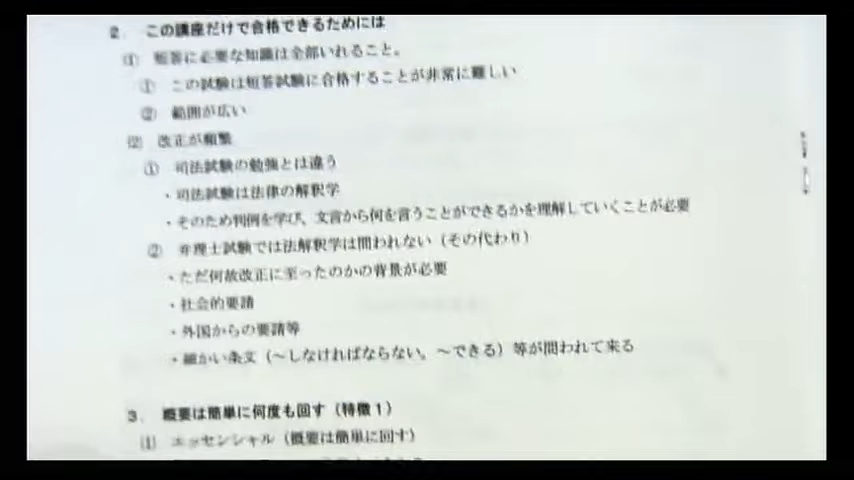 2. この講座だけで合格できるためには
(1) 短答に必要な知識は全部いれること。
① この試験は短答試験に合格することが非常に難しい
② 範囲が広い
(2) 改正が頻繁
① 司法試験の勉強とは違う
・司法試験は法律の解釈学
・そのため判例を学び、文言から何を言うことができるかを理解していくことが必要
② 弁理士試験では法解釈学は問われない（その代わり）
・ただ何故改正に至ったのかの背景が必要
・社会的要請
・外国からの要請等
・細かい条文（～しなければならない。～できる）等が問われて来る
3. 概要は簡単に何度も回す（特徴1）
(1) エッセンシャル（概要は簡単に回す）